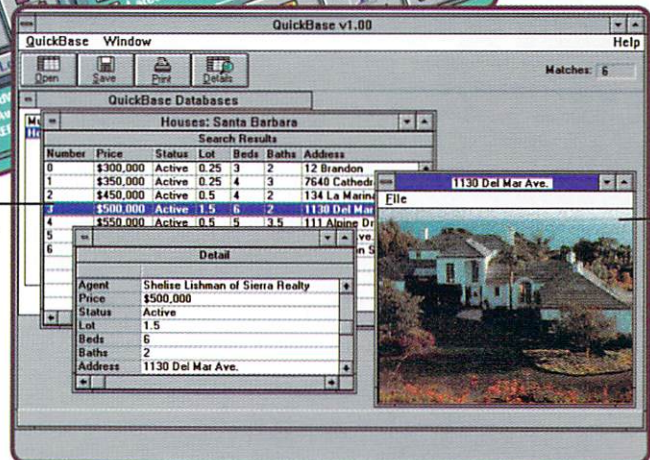 QuickBase v1.00
QuickBase Window Help
Open Save Print Details Matches: 6
QuickBase Databases
Houses: Santa Barbara
Search Results
Number Price Status Lot Beds Baths Address
0 $300,000 Active 0.25 3 2 12 Brandon
1 $350,000 Active 0.25 4 3 7640 Cathedr
2 $450,000 Active 0.5 4 2 134 La Marina
3 $500,000 Active 1.5 6 2 1130 Del Mar
4 $550,000 Active 0.5 5 3.5 111 Alpine Dr
5
6
1130 Del Mar Ave.
File
Detail
Agent Shelise Lishman of Sierra Realty
Price $500,000
Status Active
Lot 1.5
Beds 6
Baths 2
Address 1130 Del Mar Ave.